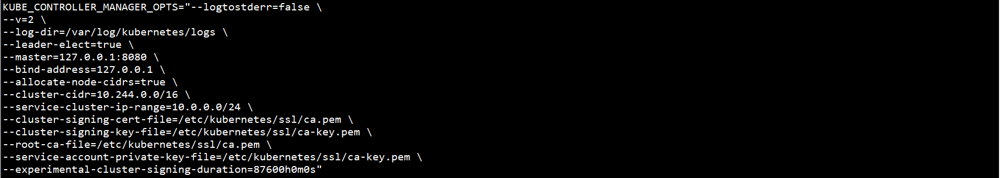 KUBE_CONTROLLER_MANAGER_OPTS="--logtostderr=false \
--v=2 \
--log-dir=/var/log/kubernetes/logs \
--leader-elect=true \
--master=127.0.0.1:8080 \
--bind-address=127.0.0.1 \
--allocate-node-cidrs=true \
--cluster-cidr=10.244.0.0/16 \
--service-cluster-ip-range=10.0.0.0/24 \
--cluster-signing-cert-file=/etc/kubernetes/ssl/ca.pem \
--cluster-signing-key-file=/etc/kubernetes/ssl/ca-key.pem \
--root-ca-file=/etc/kubernetes/ssl/ca.pem \
--service-account-private-key-file=/etc/kubernetes/ssl/ca-key.pem \
--experimental-cluster-signing-duration=87600h0m0s"